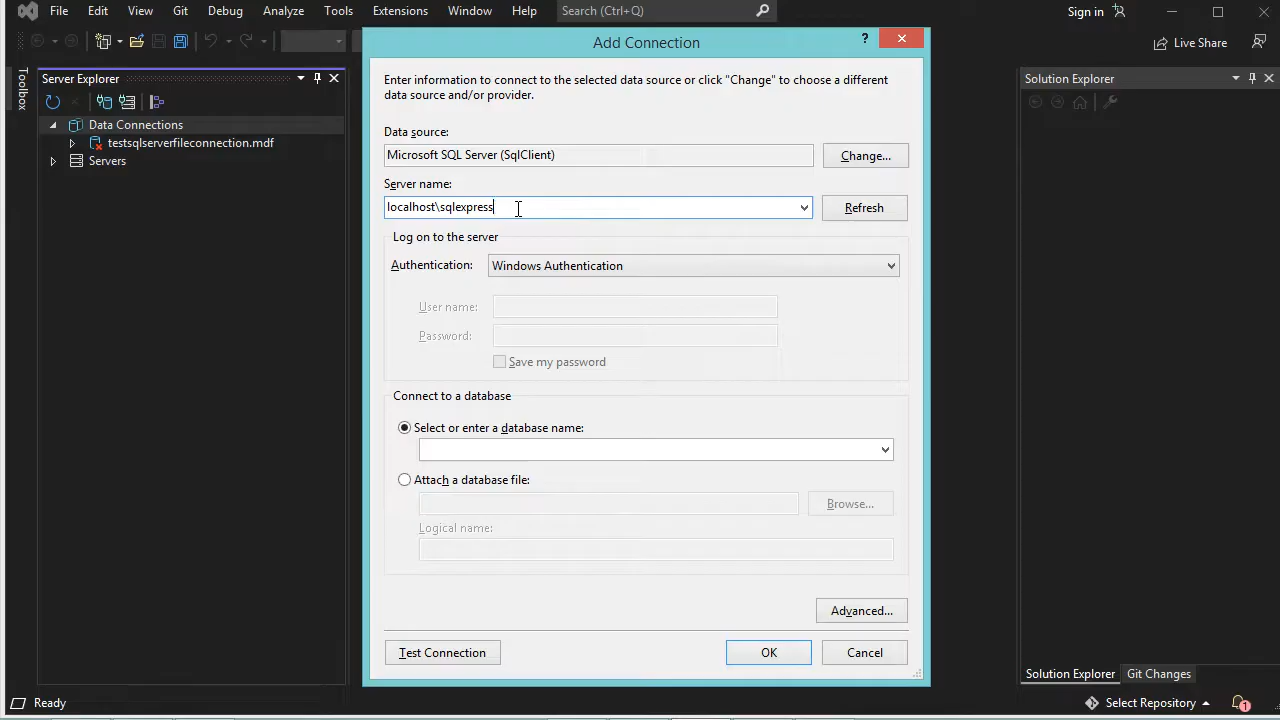 File Edit View Git Debug Analyze Tools Extensions Window Help Search (Ctrl+Q) Sign in
Live Share
Toolbox
Server Explorer
Data Connections
testsqlserverfileconnection.mdf
Servers
Add Connection
?
Enter information to connect to the selected data source or click "Change" to choose a different
data source and/or provider.
Data source:
Microsoft SQL Server (SqlClient)
Change...
Server name:
localhost\sqlexpress
Refresh
Log on to the server
Authentication:
Windows Authentication
User name:
Password:
Save my password
Connect to a database
Select or enter a database name:
Attach a database file:
Browse...
Logical name:
Advanced...
Test Connection
OK
Cancel
Solution Explorer
Solution Explorer Git Changes
Ready
Select Repository
1